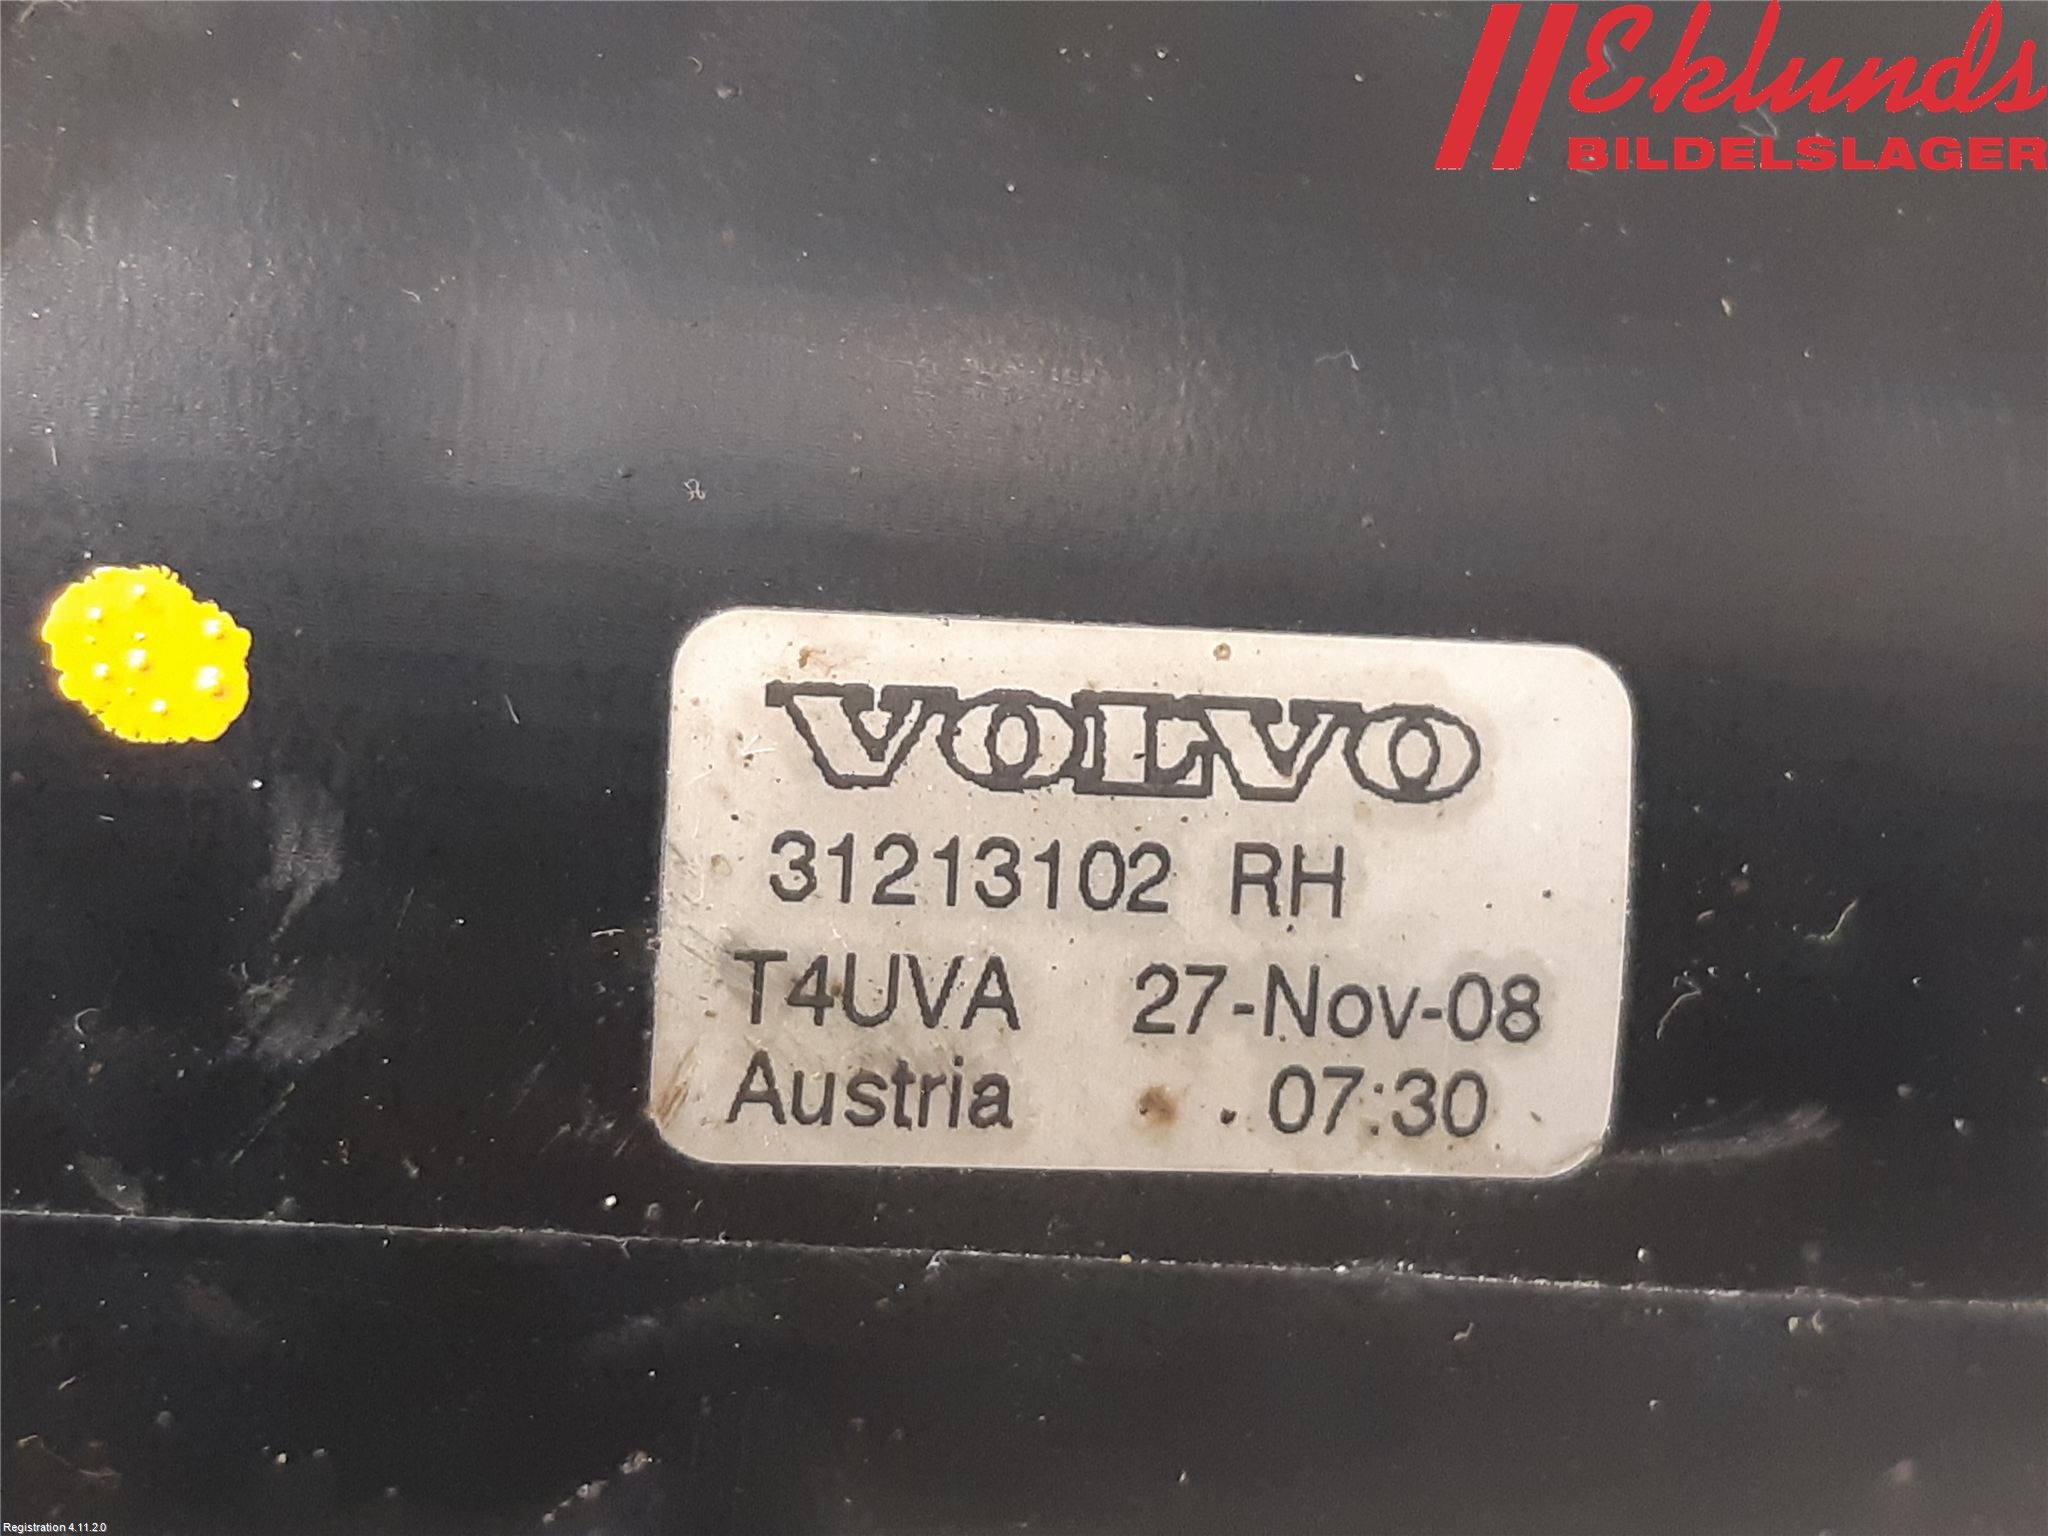 Eklunds
BILDELSLAGER
VOLVO
31213102 RH
T4UVA 27-Nov-08
Austria 07:30
Registration 4.11.2.0